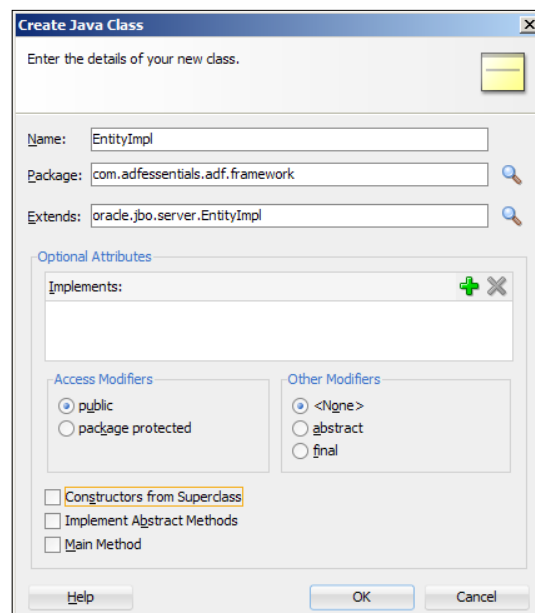 Create Java Class
Enter the details of your new class.
Name: EntityImpl
Package: com.adfessentials.adf.framework
Extends: oracle.jbo.server.EntityImpl
Optional Attributes
Implements:
Access Modifiers
public
package protected
Other Modifiers
<None>
abstract
final
Constructors from Superclass
Implement Abstract Methods
Main Method
Help OK Cancel